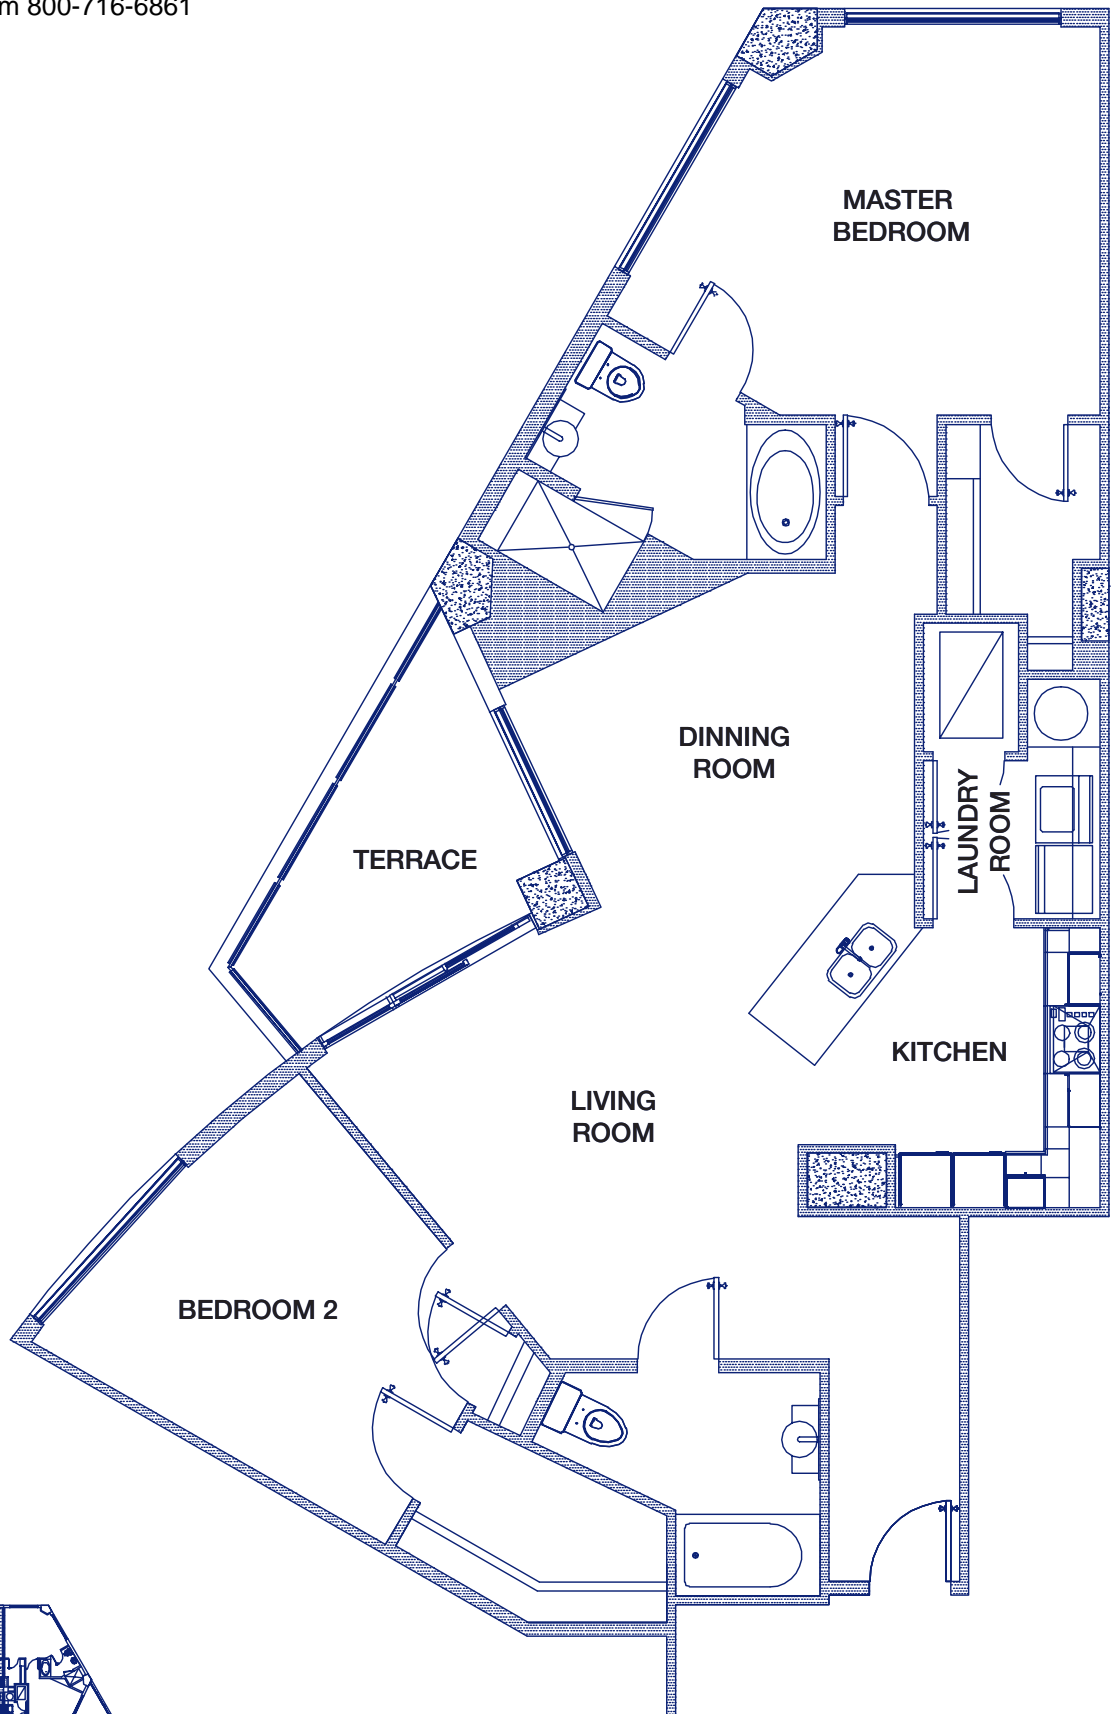 m 800-716-6861
MASTER
BEDROOM
DINNING
ROOM
LAUNDRY
ROOM
TERRACE
KITCHEN
LIVING
ROOM
BEDROOM 2